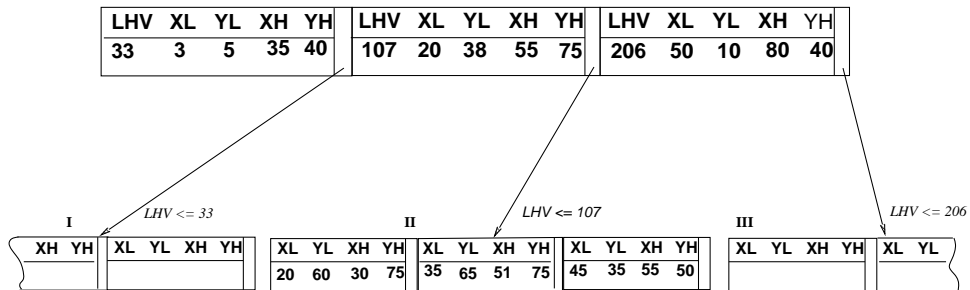 LHV XL YL XH YH LHV XL YL XH YH LHV XL YL XH YH
33 3 5 35 40 107 20 38 55 75 206 50 10 80 40
I LHV <= 33 II LHV <= 107 III LHV <= 206
XH YH XL YL XH YH XL YL XH YH XL YL XH YH XL YL XH YH XL YL XH YH XL YL
20 60 30 75 35 65 51 75 45 35 55 50